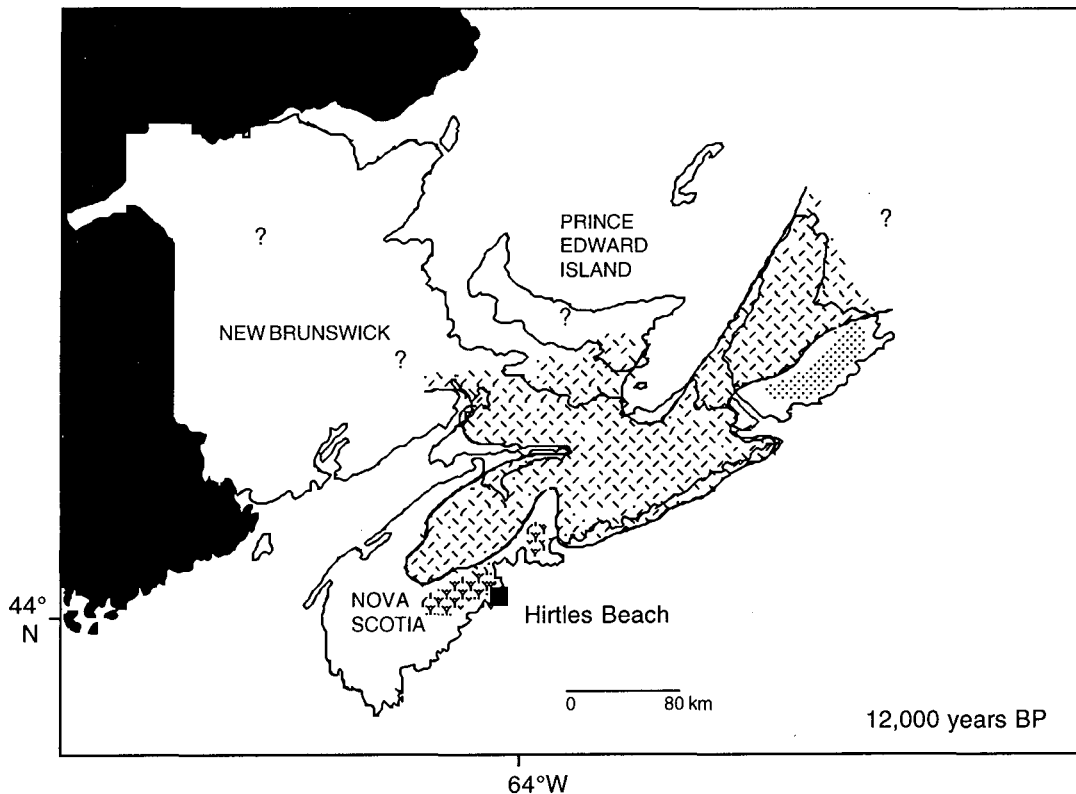 ?
PRINCE
EDWARD
ISLAND
?
?
NEW BRUNSWICK
?
44°
N
NOVA
SCOTIA
Hirtles Beach
0 80 km
12,000 years BP
64°W